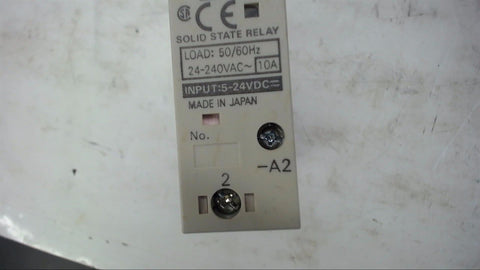 CE
SOLID STATE RELAY
LOAD: 50/60Hz
24-240VAC~ 10A
INPUT:5-24VDC⎓
MADE IN JAPAN
No.
-A2
2